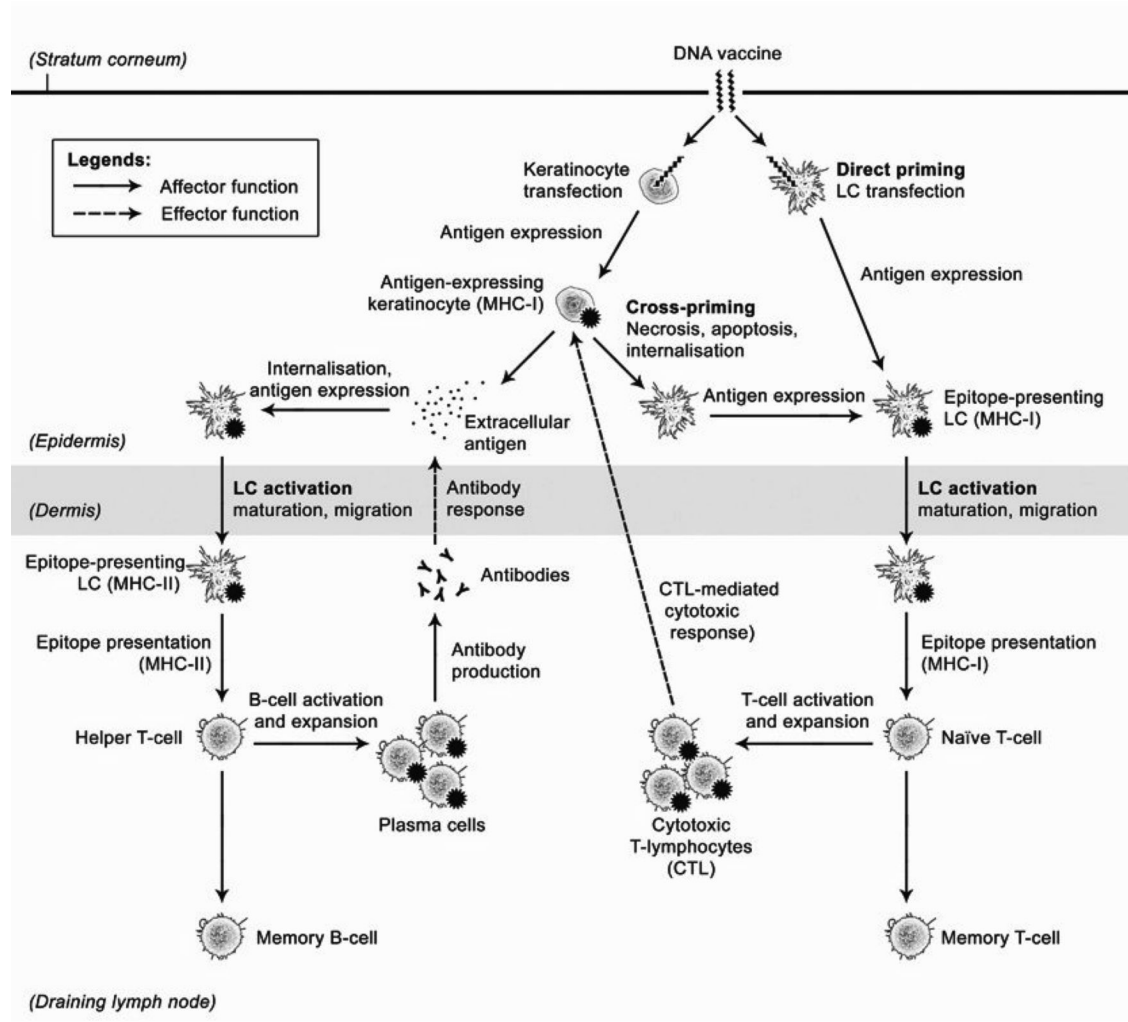 (Stratum corneum)
DNA vaccine
Legends:
Affector function
Effector function
Keratinocyte
transfection
Direct priming
LC transfection
Antigen expression
Antigen expression
Antigen-expressing
keratinocyte (MHC-I)
Cross-priming
Necrosis, apoptosis,
internalisation
Internalisation,
antigen expression
Extracellular
antigen
Antigen expression
Epitope-presenting
LC (MHC-I)
(Epidermis)
(Dermis)
LC activation
maturation, migration
Antibody
response
LC activation
maturation, migration
Epitope-presenting
LC (MHC-II)
Antibodies
CTL-mediated
cytotoxic
response)
Epitope presentation
(MHC-II)
Antibody
production
Epitope presentation
(MHC-I)
Helper T-cell
B-cell activation
and expansion
Plasma cells
T-cell activation
and expansion
Naïve T-cell
Cytotoxic
T-lymphocytes
(CTL)
Memory B-cell
Memory T-cell
(Draining lymph node)